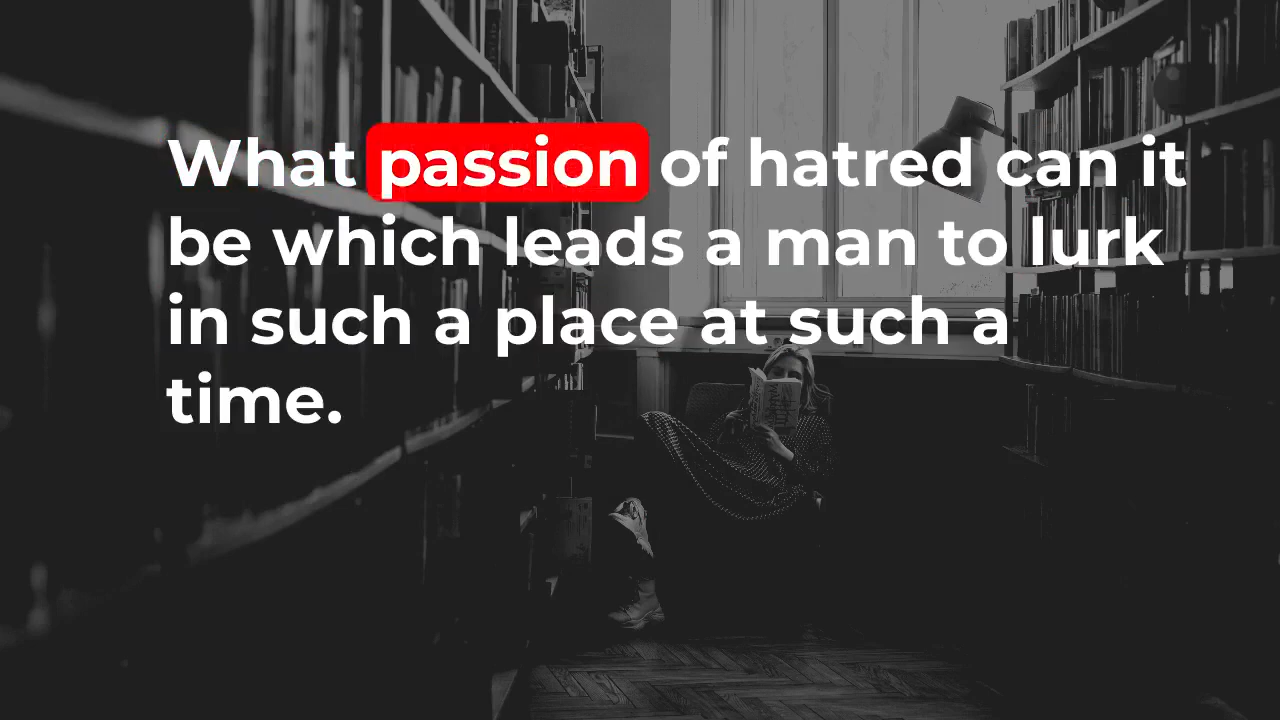 What passion of hatred can it
be which leads a man to lurk
in such a place at such a
time.